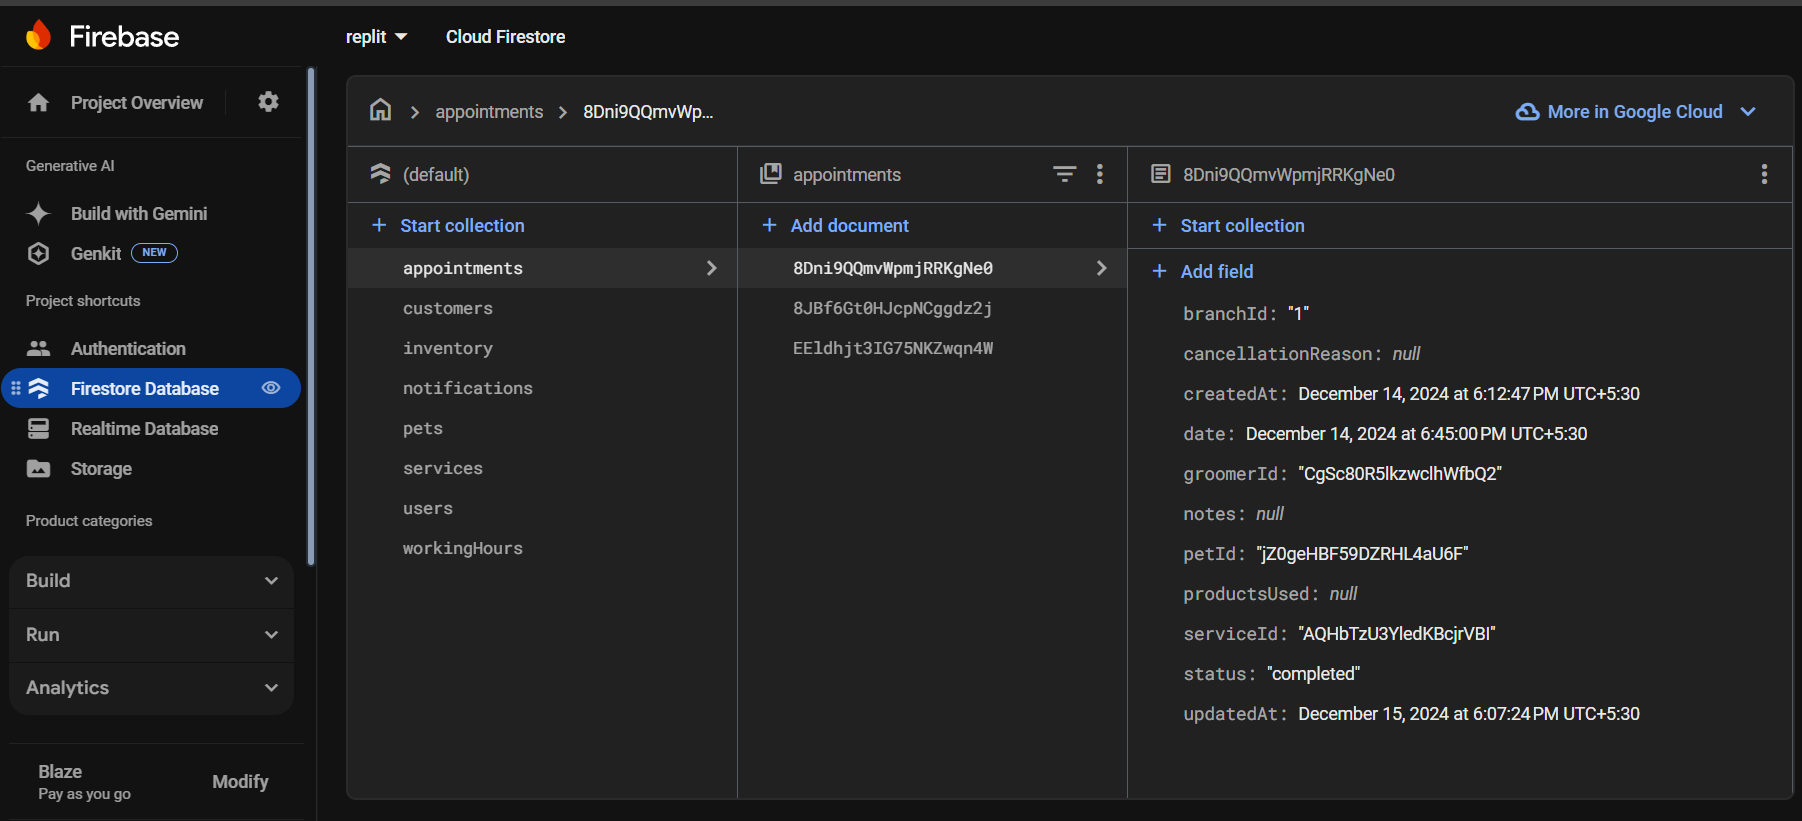 Firebase
replit
Cloud Firestore
Project Overview
appointments
8Dni9QQmvWp...
More in Google Cloud
Generative AI
Build with Gemini
Genkit NEW
Project shortcuts
Authentication
Firestore Database
Realtime Database
Storage
Product categories
Build
Run
Analytics
Blaze
Pay as you go
Modify
(default)
Start collection
appointments
customers
inventory
notifications
pets
services
users
workingHours
appointments
Add document
8Dni9QQmvWpmjRRKgNe0
8JBf6Gt0HJcpNCggdz2j
EEldhjt3IG75NKZwqn4W
8Dni9QQmvWpmjRRKgNe0
Start collection
Add field
branchId: "1"
cancellationReason: null
createdAt: December 14, 2024 at 6:12:47 PM UTC+5:30
date: December 14, 2024 at 6:45:00 PM UTC+5:30
groomerId: "CgSc80R5lkzwclhWfbQ2"
notes: null
petId: "jZ0geHBF59DZRHL4aU6F"
productsUsed: null
serviceId: "AQHbTzU3YledKBcjrVBI"
status: "completed"
updatedAt: December 15, 2024 at 6:07:24 PM UTC+5:30